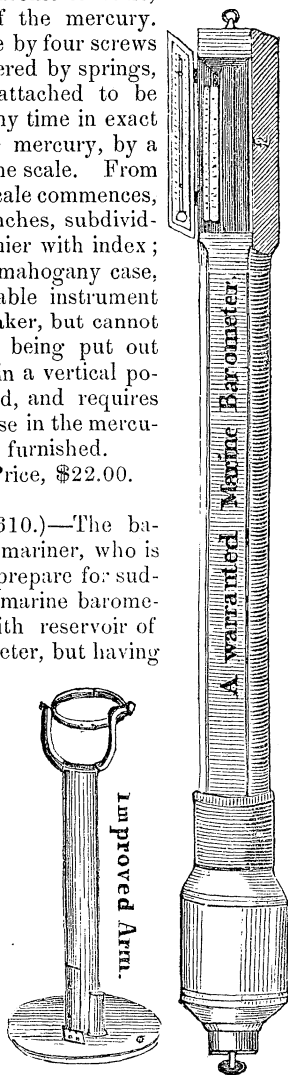 f the mercury.
e by four screws
ered by springs,
attached to be
ny time in exact
mercury, by a
he scale. From
cale commences,
nches, subdivid-
nier with index;
mahogany case,
able instrument
aker, but cannot
being put out
in a vertical po-
d, and requires
se in the mercu-
furnished.
Price, $22.00.
310.)—The ba-
mariner, who is
prepare for sud-
marine barome-
ith reservoir of
eter, but having
A warranted Marine Barometer,
Improved Arm.